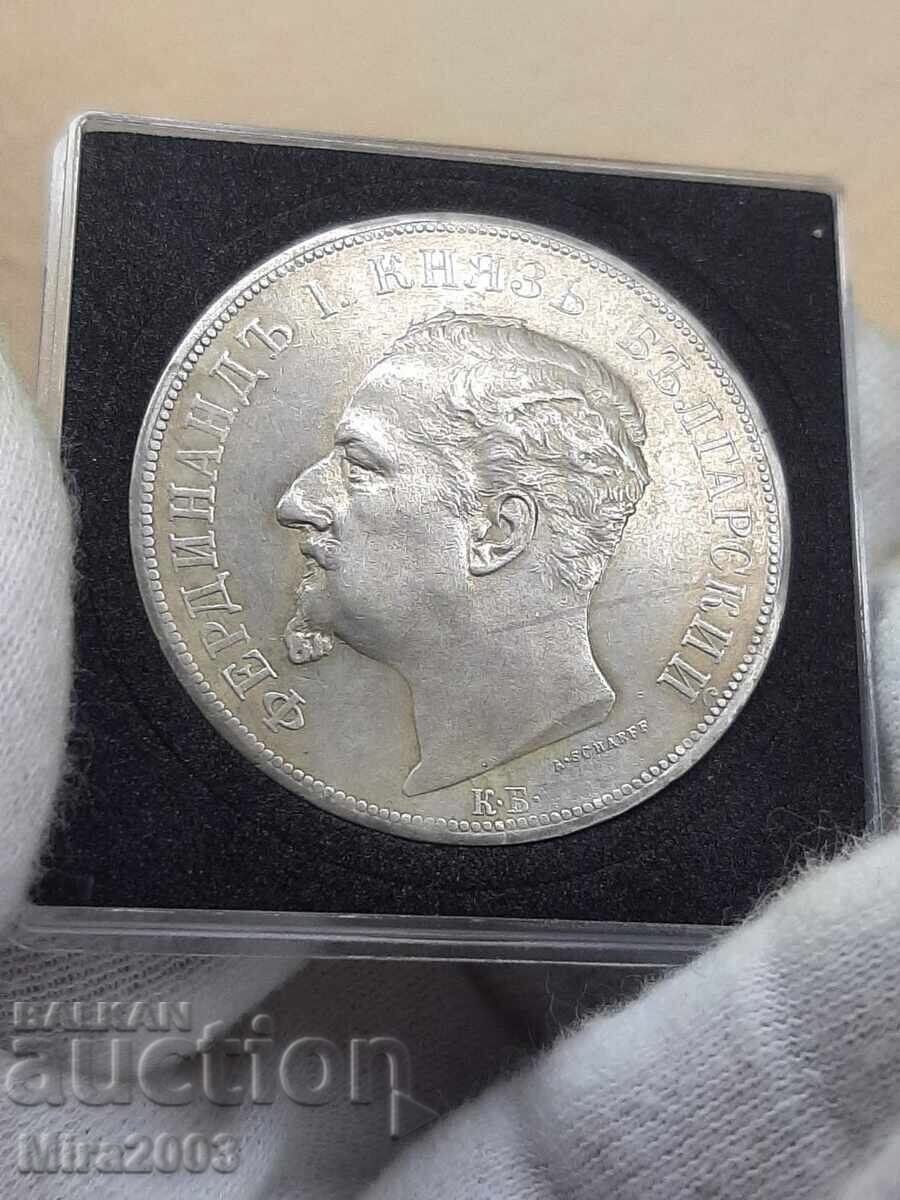 ФЕРДИНАНДЪ I. КНЯЗЬ БЪЛГАРСКИЙ
A·SCHARFF
К·Б·
BALKAN
auction
Mira2003